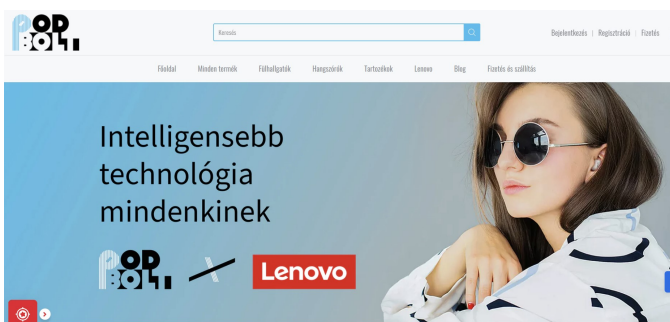 POD
BOLT
Keresés
Bejelentkezés | Regisztráció | Fizetés
Főoldal Minden termék Fülhallgatók Hangszórók Tartozékok Lenovo Blog Fizetés és szállítás
Intelligensebb
technológia
mindenkinek
POD
BOLT
Lenovo